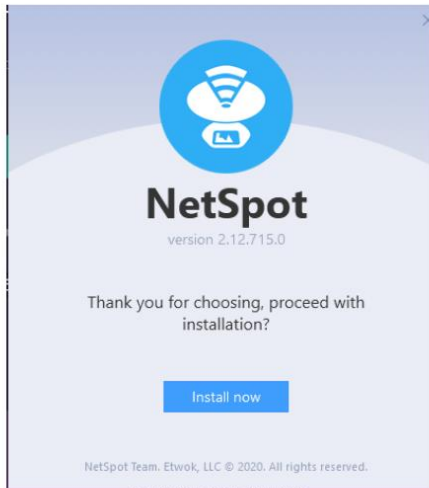 NetSpot
version 2.12.715.0
Thank you for choosing, proceed with
installation?
Install now
NetSpot Team. Etwok, LLC © 2020. All rights reserved.